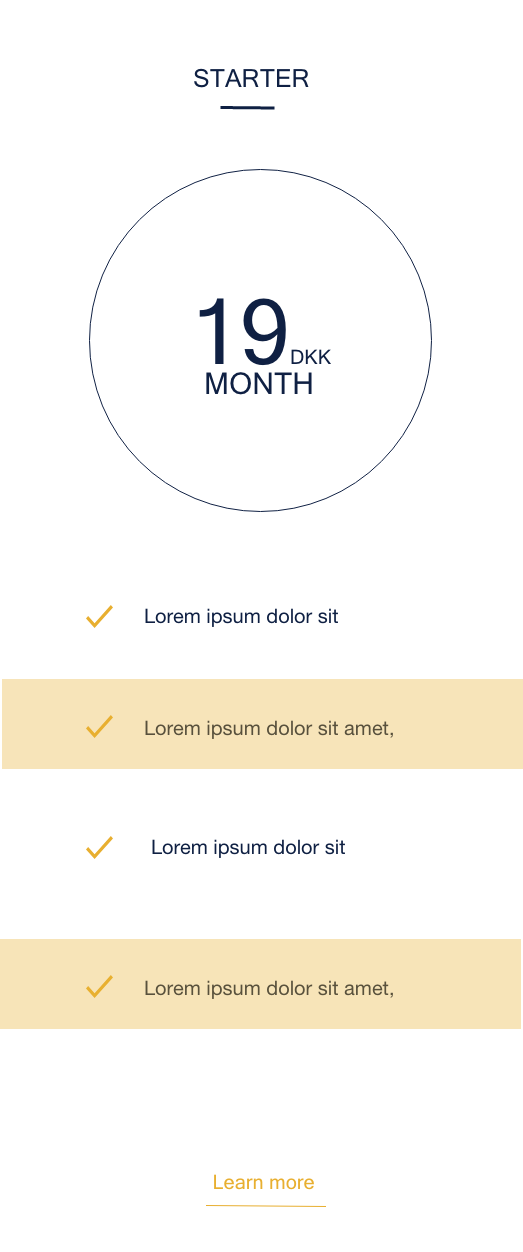 STARTER
19 DKK
MONTH
Lorem ipsum dolor sit
Lorem ipsum dolor sit amet,
Lorem ipsum dolor sit
Lorem ipsum dolor sit amet,
Learn more